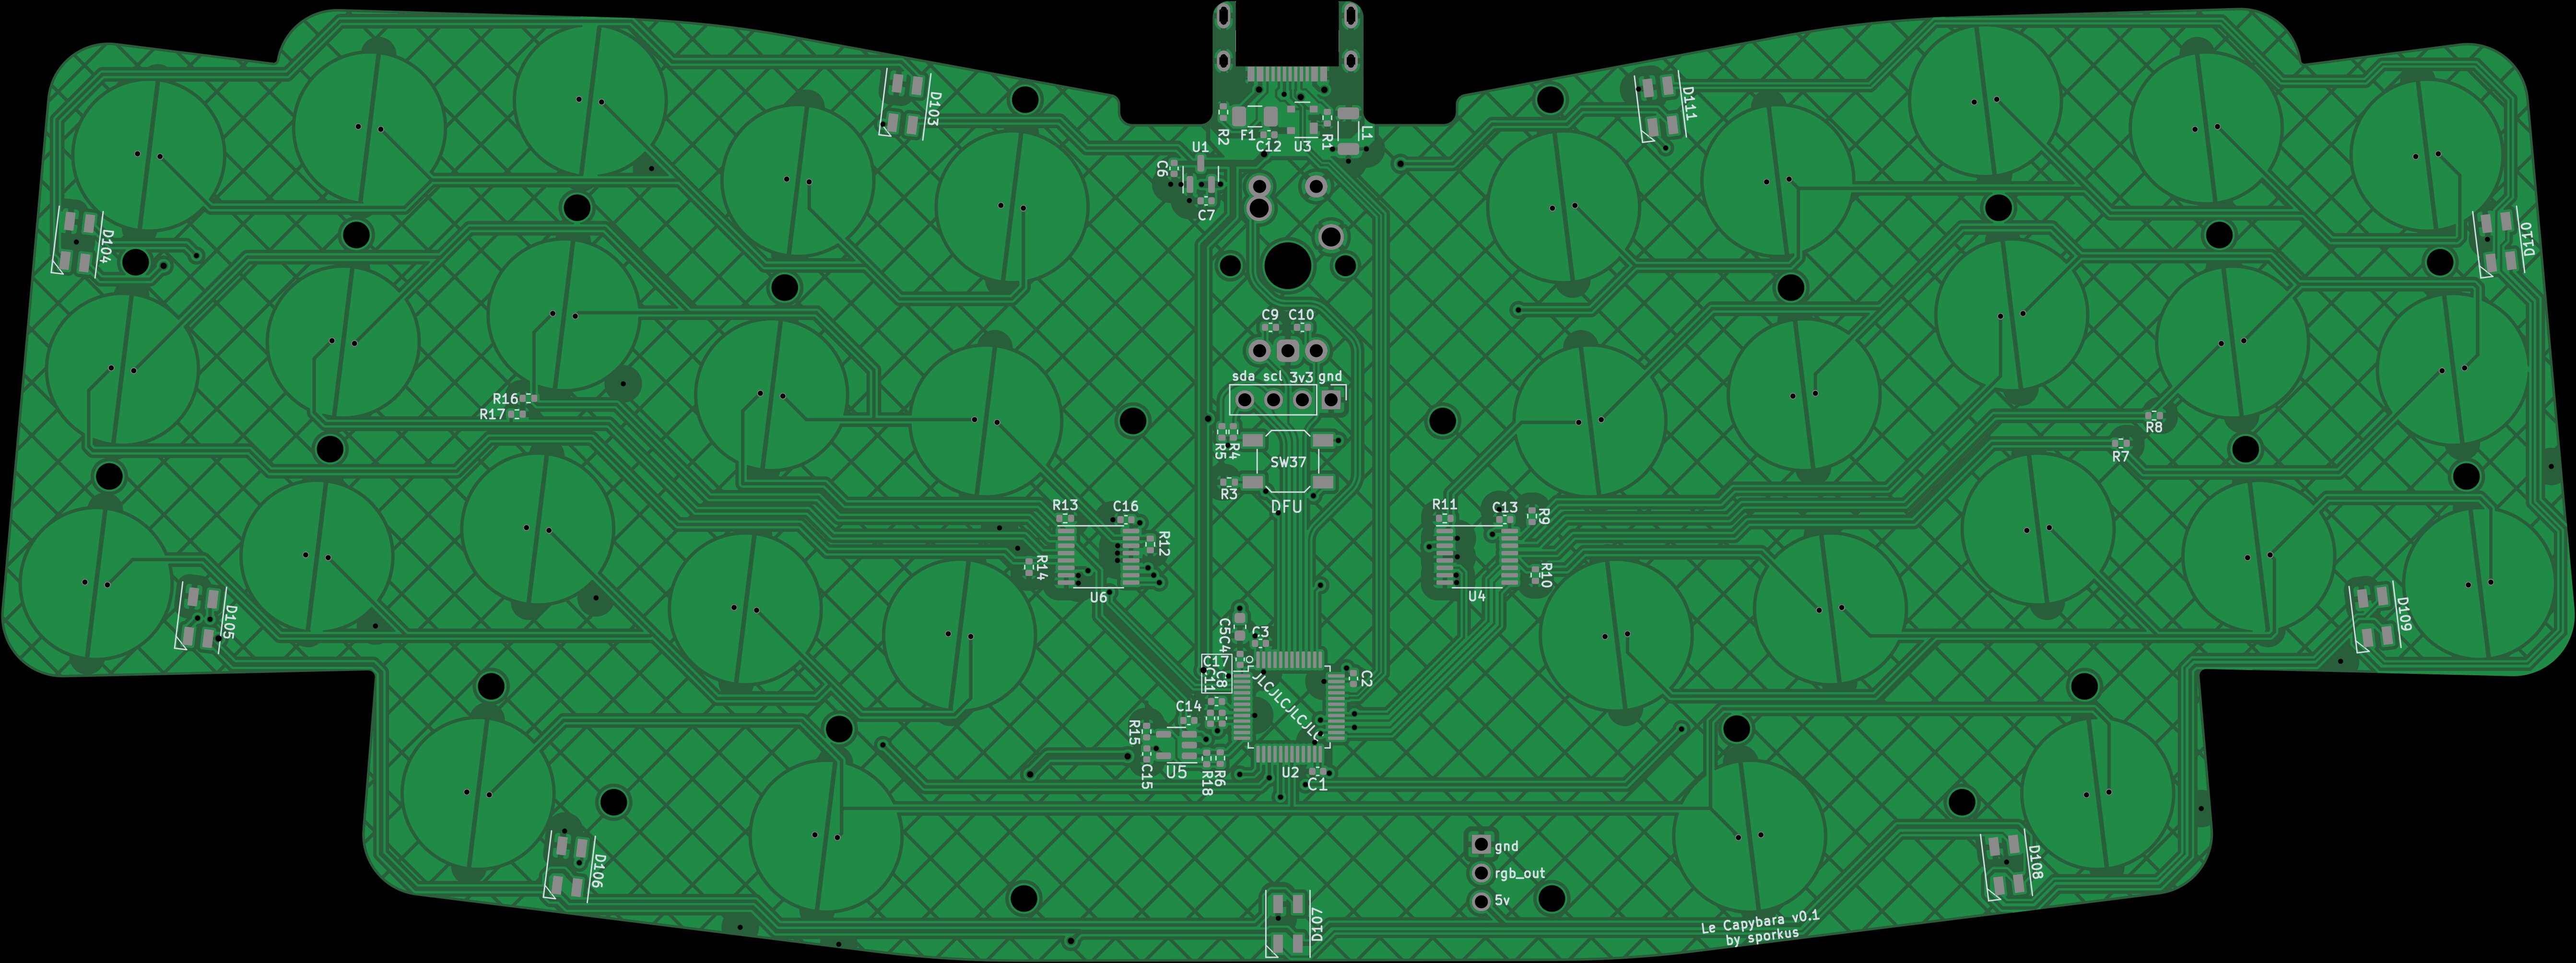 D103
D111
R2
F1
C12
U3
R1
L1
U1
C6
C7
D104
D110
C9
C10
sda scl 3v3 gnd
R16
R17
R8
R7
R5
R4
SW37
R3
DFU
R13
C16
R12
R14
U6
R11
C13
R9
R10
U4
D105
D109
C5
C4
C3
C17
C11
C8
C2
JLCJLCJLCJLC
C14
R15
U5
C15
R18
R6
U2
C1
gnd
rgb_out
5v
D106
D108
D107
Le Capybara v0.1
by sporkus